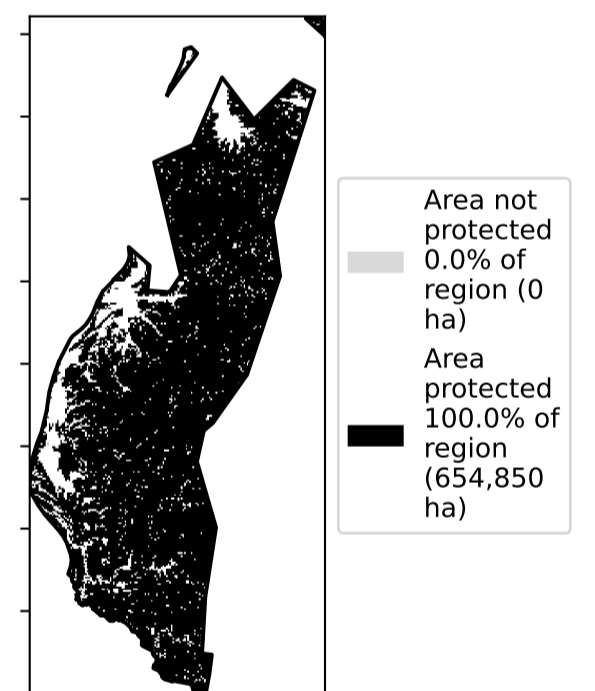 Area not
protected
0.0% of
region (0
ha)
Area
protected
100.0% of
region
(654,850
ha)